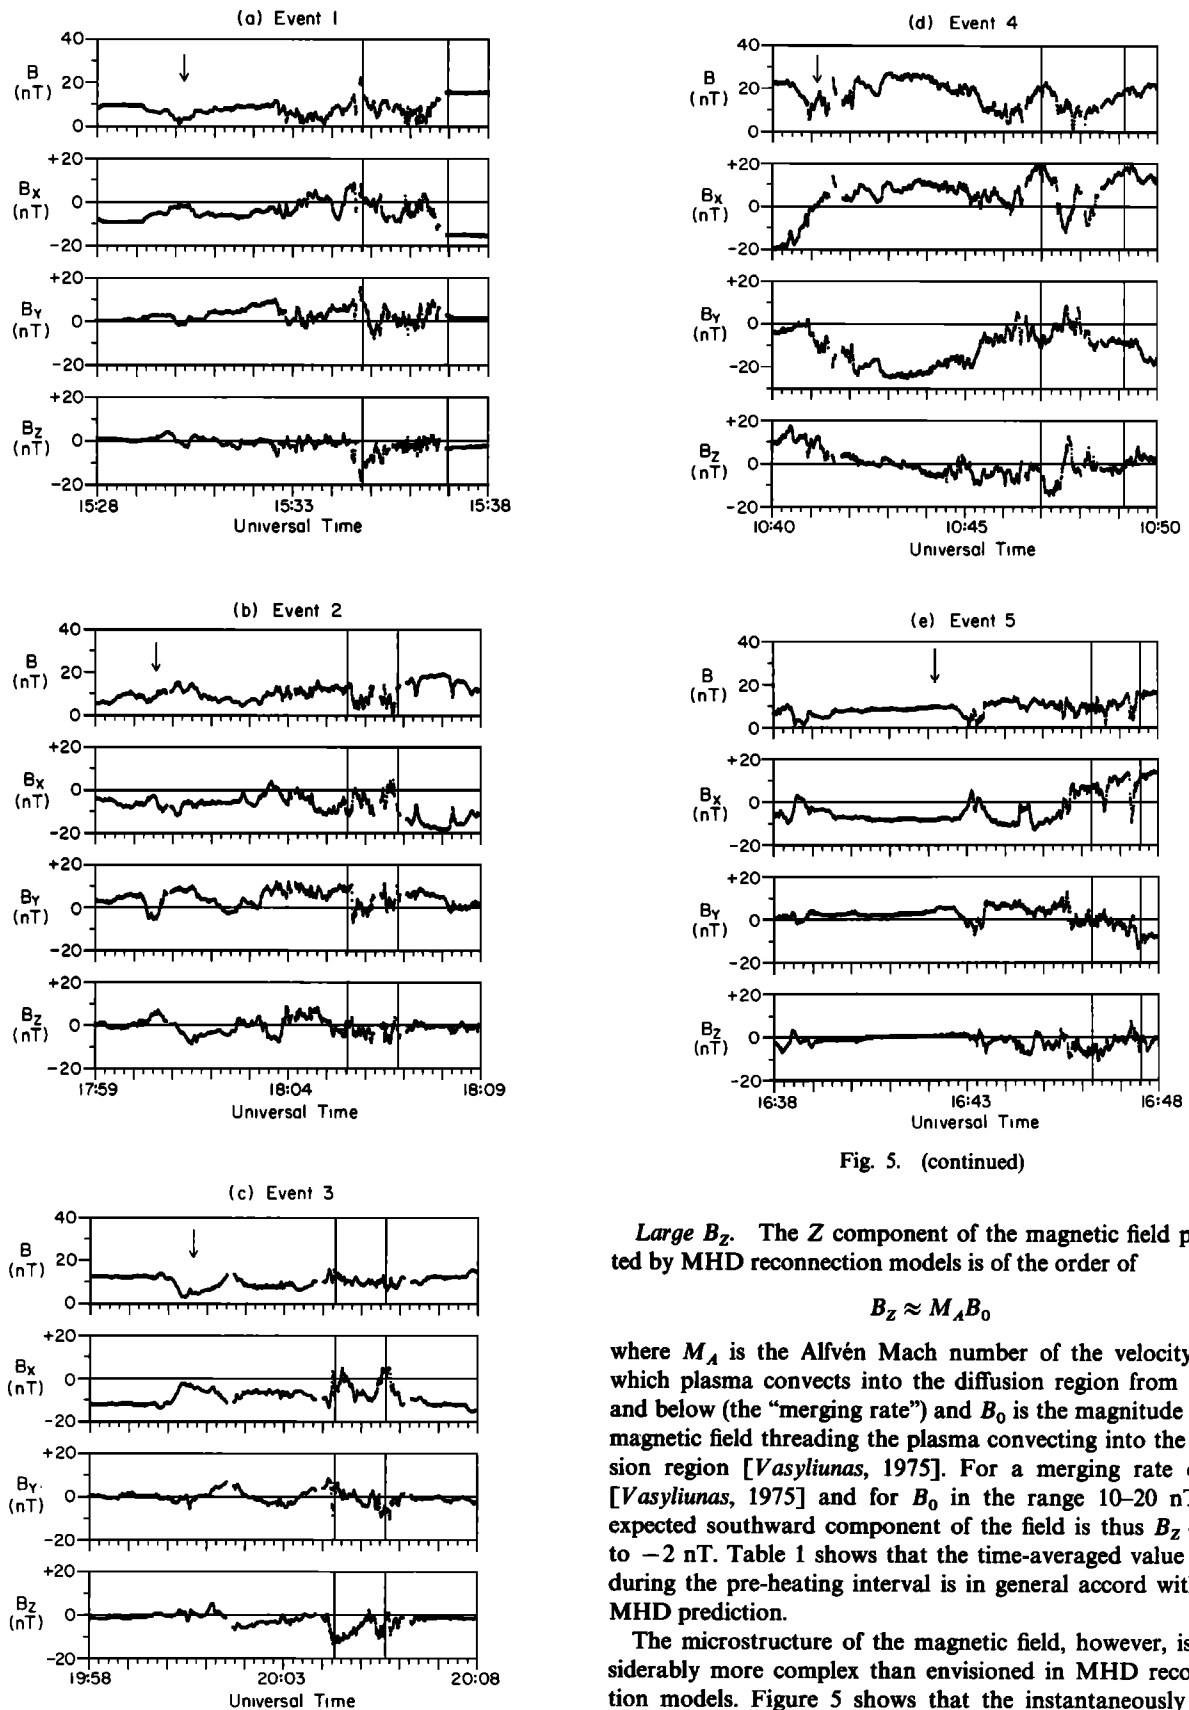 (a) Event 1
40
B
(nT)
20
0
+20
BX
(nT)
0
-20
+20
BY
(nT)
0
-20
+20
BZ
(nT)
0
-20
15:28
15:33
15:38
Universal Time
(b) Event 2
40
B
(nT)
20
0
+20
BX
(nT)
0
-20
+20
BY
(nT)
0
-20
+20
BZ
(nT)
0
-20
17:59
18:04
18:09
Universal Time
(c) Event 3
40
B
(nT)
20
0
+20
BX
(nT)
0
-20
+20
BY
(nT)
0
-20
+20
BZ
(nT)
0
-20
19:58
20:03
20:08
Universal Time
(d) Event 4
40
B
(nT)
20
0
+20
BX
(nT)
0
-20
BY
(nT)
0
-20
+20
BZ
(nT)
0
-20
10:40
10:45
10:50
Universal Time
(e) Event 5
40
B
(nT)
20
0
+20
BX
(nT)
0
-20
+20
BY
(nT)
0
-20
+20
BZ
(nT)
0
-20
16:38
16:43
16:48
Universal Time
Fig. 5. (continued)
Large BZ. The Z component of the magnetic field p
ted by MHD reconnection models is of the order of
BZ ≈ MAB0
where MA is the Alfvén Mach number of the velocity
which plasma convects into the diffusion region from
and below (the “merging rate”) and B0 is the magnitude
magnetic field threading the plasma convecting into the
sion region [Vasyliunas, 1975]. For a merging rate
[Vasyliunas, 1975] and for B0 in the range 10–20 nT
expected southward component of the field is thus BZ
to −2 nT. Table 1 shows that the time-averaged value
during the pre-heating interval is in general accord wit
MHD prediction.
The microstructure of the magnetic field, however, is
siderably more complex than envisioned in MHD reco
tion models. Figure 5 shows that the instantaneously